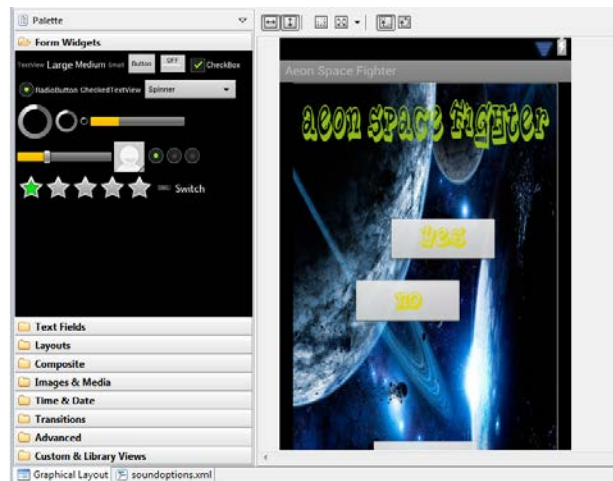 Palette
Form Widgets
TextView Large Medium Small Button OFF CheckBox
RadioButton CheckedTextView Spinner
Switch
Text Fields
Layouts
Composite
Images & Media
Time & Date
Transitions
Advanced
Custom & Library Views
Graphical Layout soundoptions.xml
Aeon Space Fighter
aeon space fighter
yes
no